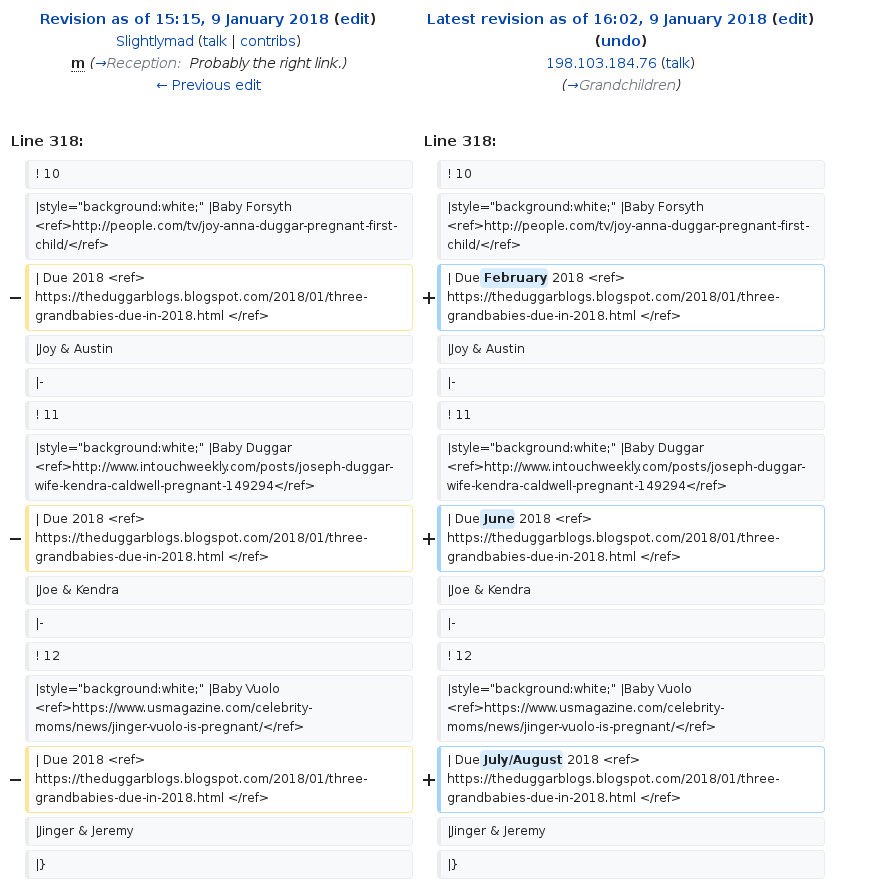 Revision as of 15:15, 9 January 2018 (edit)
Slightlymad (talk | contribs)
m (→Reception: Probably the right link.)
← Previous edit
Latest revision as of 16:02, 9 January 2018 (edit)
(undo)
198.103.184.76 (talk)
(→Grandchildren)
Line 318:
Line 318:
! 10
! 10
|style="background:white;" |Baby Forsyth
<ref>http://people.com/tv/joy-anna-duggar-pregnant-first-
child/</ref>
|style="background:white;" |Baby Forsyth
<ref>http://people.com/tv/joy-anna-duggar-pregnant-first-
child/</ref>
− | Due 2018 <ref>
https://theduggarblogs.blogspot.com/2018/01/three-
grandbabies-due-in-2018.html </ref>
+ | Due February 2018 <ref>
https://theduggarblogs.blogspot.com/2018/01/three-
grandbabies-due-in-2018.html </ref>
|Joy & Austin
|Joy & Austin
|-
|-
! 11
! 11
|style="background:white;" |Baby Duggar
<ref>http://www.intouchweekly.com/posts/joseph-duggar-
wife-kendra-caldwell-pregnant-149294</ref>
|style="background:white;" |Baby Duggar
<ref>http://www.intouchweekly.com/posts/joseph-duggar-
wife-kendra-caldwell-pregnant-149294</ref>
− | Due 2018 <ref>
https://theduggarblogs.blogspot.com/2018/01/three-
grandbabies-due-in-2018.html </ref>
+ | Due June 2018 <ref>
https://theduggarblogs.blogspot.com/2018/01/three-
grandbabies-due-in-2018.html </ref>
|Joe & Kendra
|Joe & Kendra
|-
|-
! 12
! 12
|style="background:white;" |Baby Vuolo
<ref>https://www.usmagazine.com/celebrity-
moms/news/jinger-vuolo-is-pregnant/</ref>
|style="background:white;" |Baby Vuolo
<ref>https://www.usmagazine.com/celebrity-
moms/news/jinger-vuolo-is-pregnant/</ref>
− | Due 2018 <ref>
https://theduggarblogs.blogspot.com/2018/01/three-
grandbabies-due-in-2018.html </ref>
+ | Due July/August 2018 <ref>
https://theduggarblogs.blogspot.com/2018/01/three-
grandbabies-due-in-2018.html </ref>
|Jinger & Jeremy
|Jinger & Jeremy
|}
|}